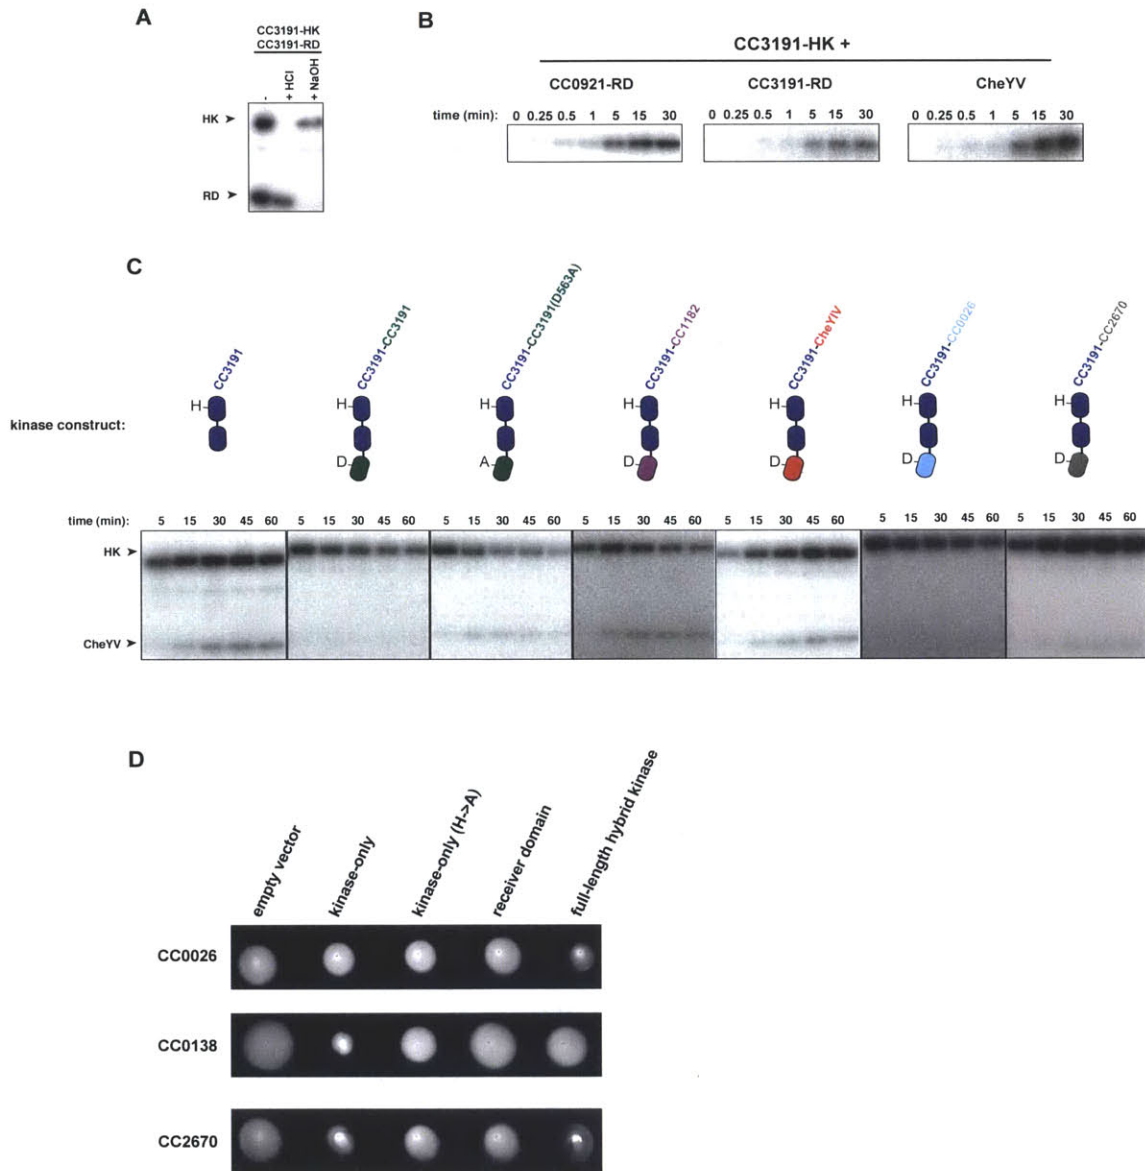 A
CC3191-HK
CC3191-RD
-
+ HCl
+ NaOH
HK
RD
B
CC3191-HK +
CC0921-RD
CC3191-RD
CheYV
time (min):
0 0.25 0.5 1 5 15 30
0 0.25 0.5 1 5 15 30
0 0.25 0.5 1 5 15 30
C
kinase construct:
CC3191
H
CC3191-CC3191
H
D
CC3191-CC3191(D563A)
H
A
CC3191-CC1182
H
D
CC3191-CheYIV
H
D
CC3191-CC0026
H
D
CC3191-CC2670
H
D
time (min):
5 15 30 45 60
5 15 30 45 60
5 15 30 45 60
5 15 30 45 60
5 15 30 45 60
5 15 30 45 60
5 15 30 45 60
HK
CheYV
D
empty vector
kinase-only
kinase-only (H->A)
receiver domain
full-length hybrid kinase
CC0026
CC0138
CC2670